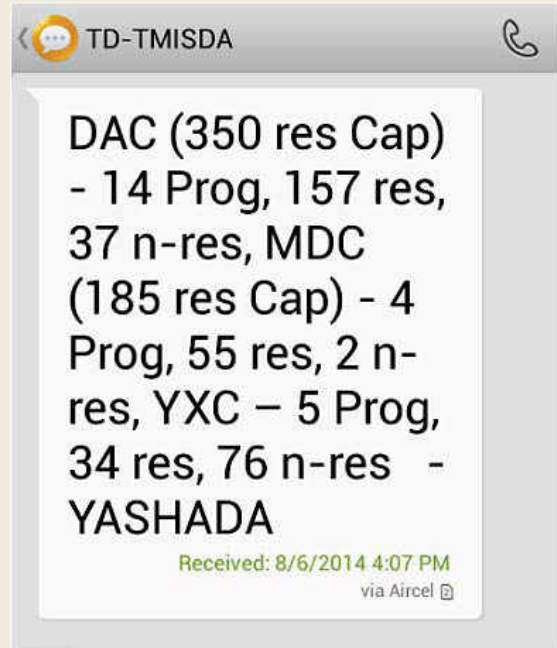 TD-TMISDA
DAC (350 res Cap)
- 14 Prog, 157 res,
37 n-res, MDC
(185 res Cap) - 4
Prog, 55 res, 2 n-
res, YXC – 5 Prog,
34 res, 76 n-res   -
YASHADA
Received: 8/6/2014 4:07 PM
via Aircel